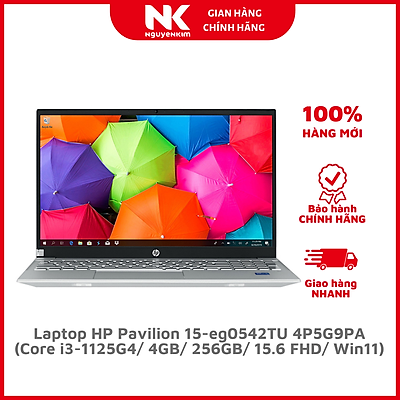 NK
NGUYENKIM
GIAN HÀNG
CHÍNH HÃNG
100%
HÀNG MỚI
Bảo hành
CHÍNH HÃNG
Giao hàng
NHANH
hp
Laptop HP Pavilion 15-eg0542TU 4P5G9PA
(Core i3-1125G4/ 4GB/ 256GB/ 15.6 FHD/ Win11)